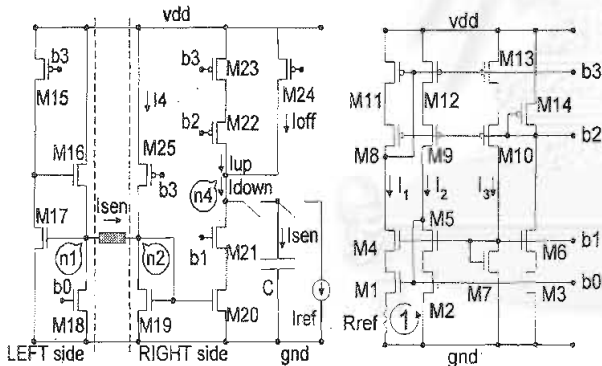 vdd
b3
M15
M16
M17
Isen
n1
b0
M18
LEFT side
I4
M25
b3
n2
M19
RIGHT side
b3
M23
b2
M22
M24
Ioff
Iup
n4
Idown
b1
M21
Isen
C
M20
Iref
gnd
vdd
M13
b3
M11
M12
M14
b2
M8
M9
M10
I1
I2
I3
M5
M4
b1
M6
b0
M1
M7
M3
Rref
1
M2
gnd